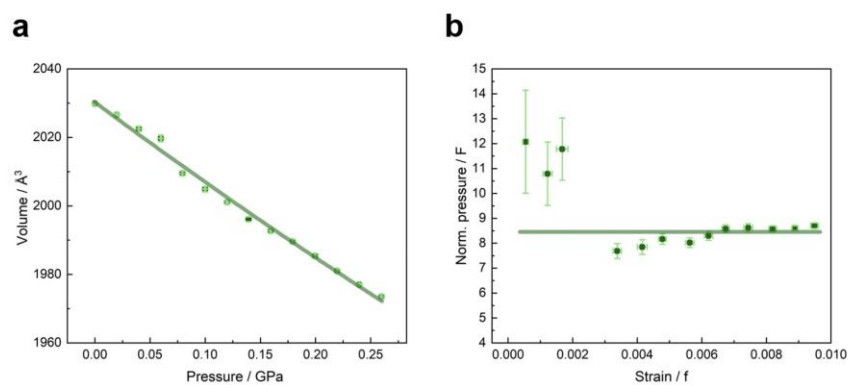 a
2040
2020
2000
1980
1960
Volume / Å³
0.00 0.05 0.10 0.15 0.20 0.25
Pressure / GPa
b
15
14
13
12
11
10
9
8
7
6
5
4
Norm. pressure / F
0.000 0.002 0.004 0.006 0.008 0.010
Strain / f